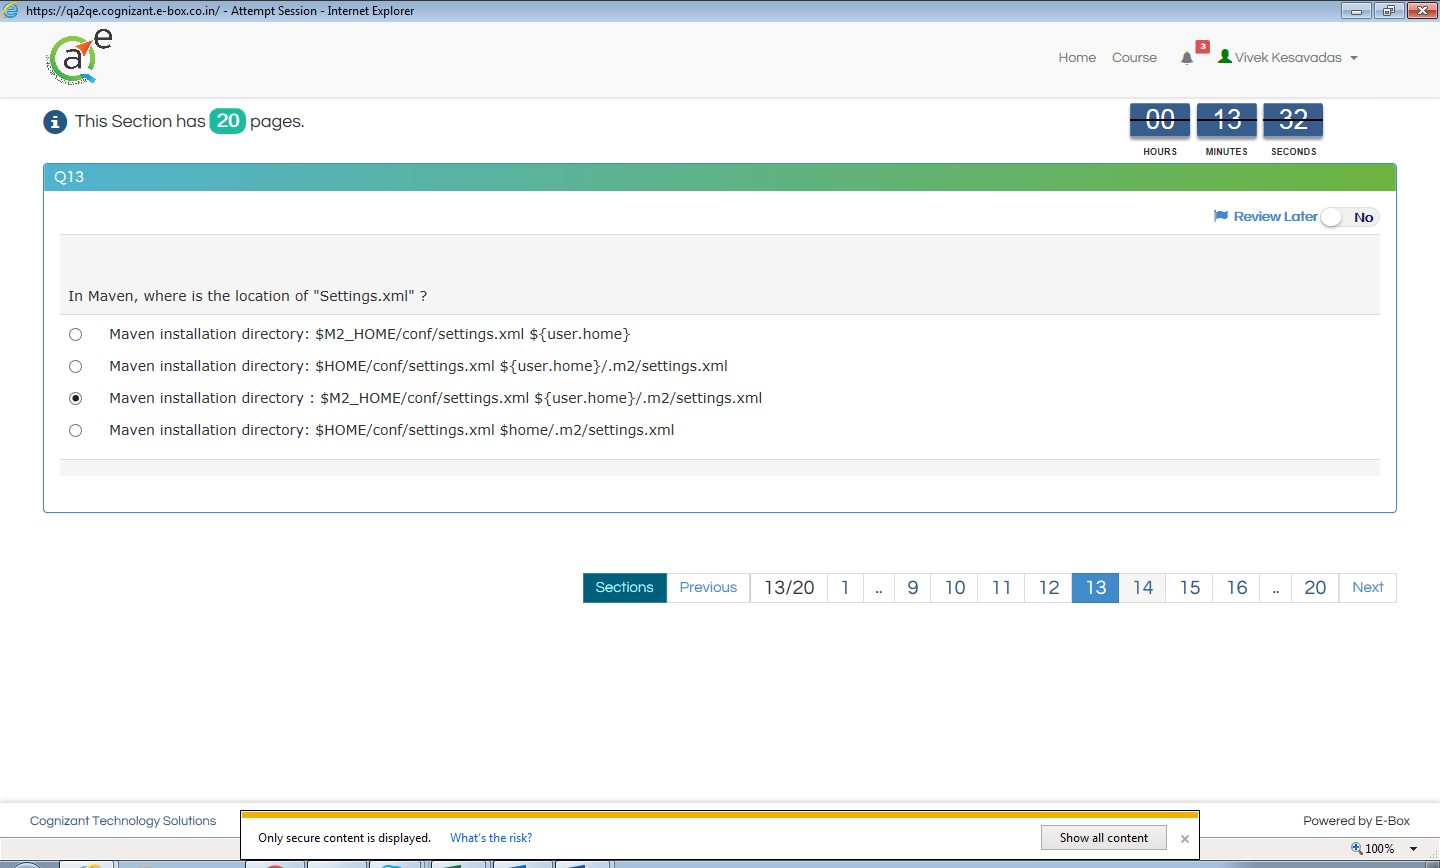 https://qa2qe.cognizant.e-box.co.in/ - Attempt Session - Internet Explorer
a e
Home Course 3 Vivek Kesavadas
i This Section has 20 pages.
00 13 32
HOURS MINUTES SECONDS
Q13
Review Later No
In Maven, where is the location of "Settings.xml" ?
Maven installation directory: $M2_HOME/conf/settings.xml ${user.home}
Maven installation directory: $HOME/conf/settings.xml ${user.home}/.m2/settings.xml
Maven installation directory : $M2_HOME/conf/settings.xml ${user.home}/.m2/settings.xml
Maven installation directory: $HOME/conf/settings.xml $home/.m2/settings.xml
Sections Previous 13/20 1 .. 9 10 11 12 13 14 15 16 .. 20 Next
Cognizant Technology Solutions
Powered by E-Box
Only secure content is displayed. What's the risk? Show all content ×
100%